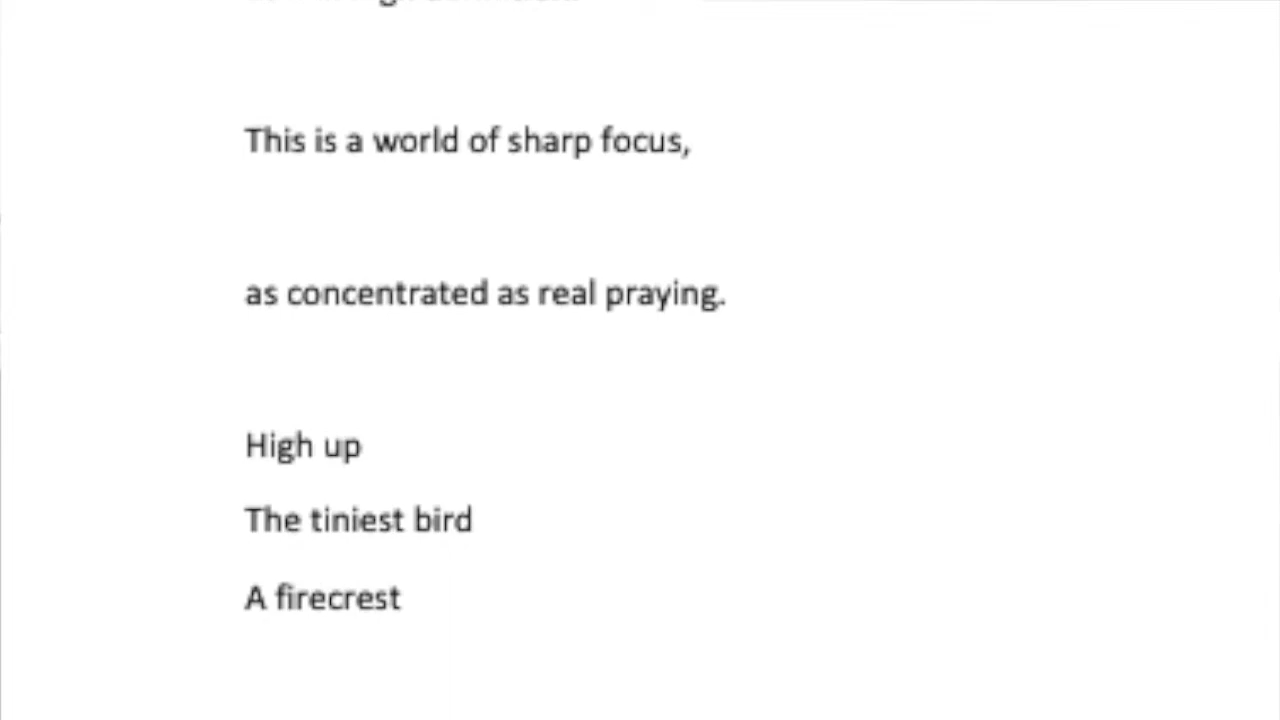 This is a world of sharp focus,
as concentrated as real praying.
High up
The tiniest bird
A firecrest